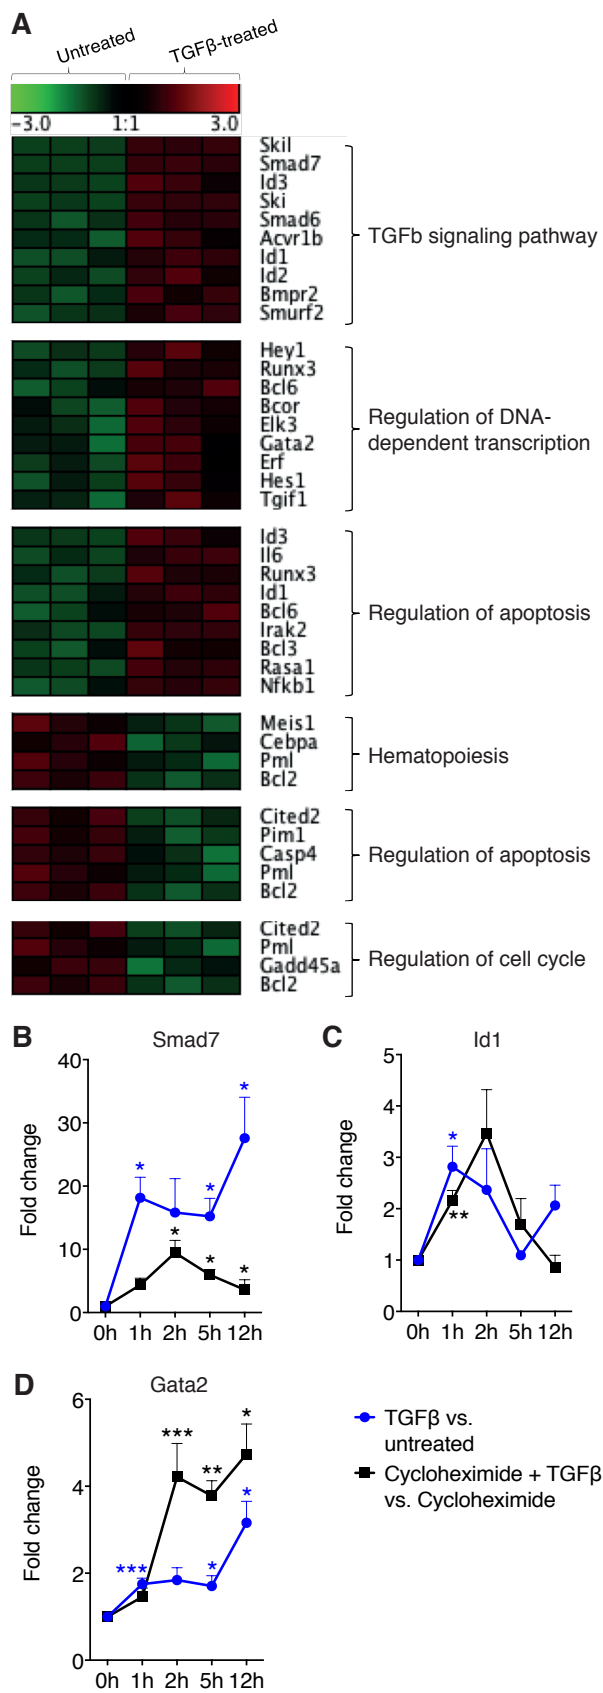 A
Untreated
TGFβ-treated
-3.0 1:1 3.0
Skil
Smad7
Id3
Ski
Smad6
Acvr1b
Id1
Id2
Bmpr2
Smurf2
TGFb signaling pathway
Hey1
Runx3
Bcl6
Bcor
Elk3
Gata2
Erf
Hes1
Tgif1
Regulation of DNA-
dependent transcription
Id3
Il6
Runx3
Id1
Bcl6
Irak2
Bcl3
Rasa1
Nfkb1
Regulation of apoptosis
Meis1
Cebpa
Pml
Bcl2
Hematopoiesis
Cited2
Pim1
Casp4
Pml
Bcl2
Regulation of apoptosis
Cited2
Pml
Gadd45a
Bcl2
Regulation of cell cycle
B
Smad7
Fold change
40
30
20
10
0
* * * * * * *
0h 1h 2h 5h 12h
C
Id1
Fold change
5
4
3
2
1
0
*
**
0h 1h 2h 5h 12h
D
Gata2
Fold change
6
4
2
0
*** ** *
*** * *
0h 1h 2h 5h 12h
TGFβ vs.
untreated
Cycloheximide + TGFβ
vs. Cycloheximide